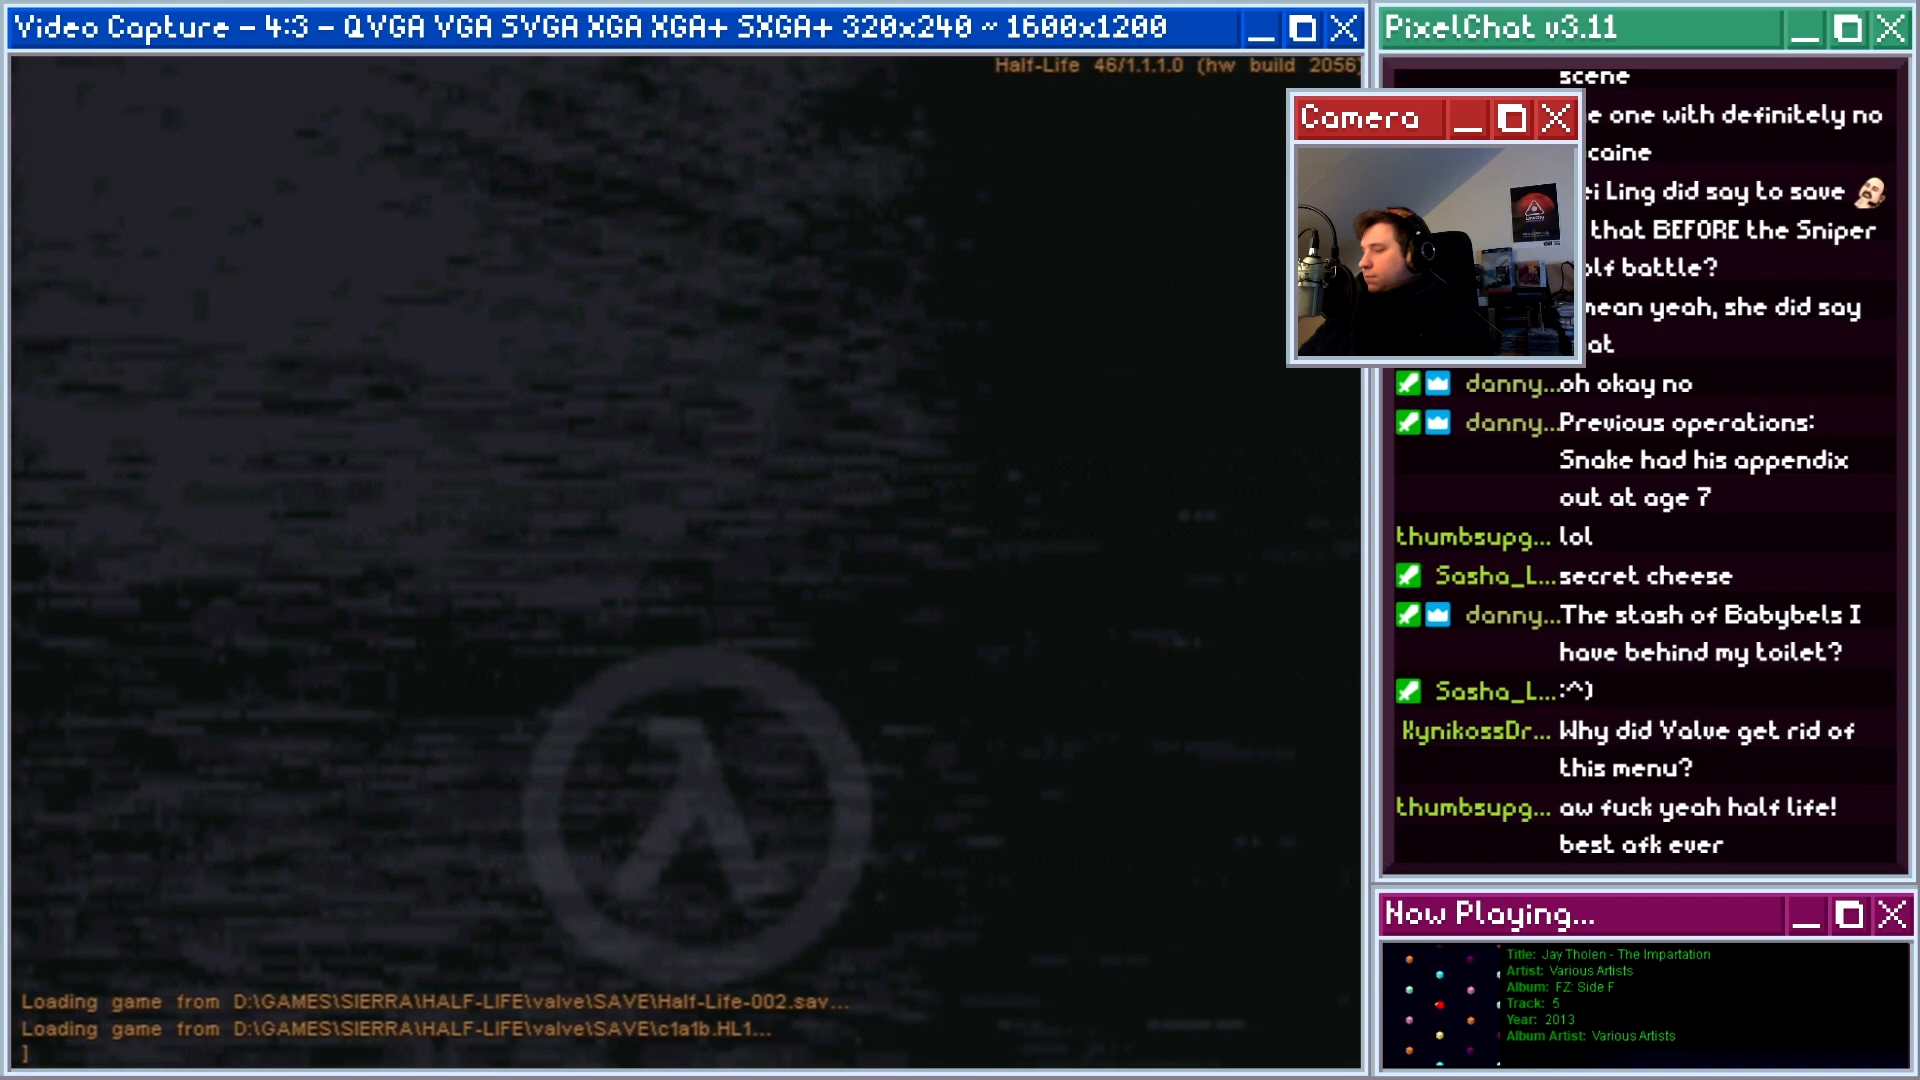 Video Capture - 4:3 - QVGA VGA SVGA XGA XGA+ SXGA+ 320x240 ~ 1600x1200
Half-Life 46/1.1.1.0 (hw build 2056)
Loading game from D:\GAMES\SIERRA\HALF-LIFE\valve\SAVE\Half-Life-002.sav...
Loading game from D:\GAMES\SIERRA\HALF-LIFE\valve\SAVE\c1a1b.HL1...
]
Camera
PixelChat v3.11
scene
one with definitely no
Ling did say to save
that BEFORE the Sniper
battle?
yeah, she did say
danny...oh okay no
danny...Previous operations:
Snake had his appendix
out at age 7
thumbsupg... lol
Sasha_L...secret cheese
danny...The stash of Babybels I
have behind my toilet?
Sasha_L...:^)
KynikossDr... Why did Valve get rid of
this menu?
thumbsupg... aw fuck yeah half life!
best afk ever
Now Playing...
Title: Jay Tholen - The Impartation
Artist: Various Artists
Album: FZ: Side F
Track: 5
Year: 2013
Album Artist: Various Artists